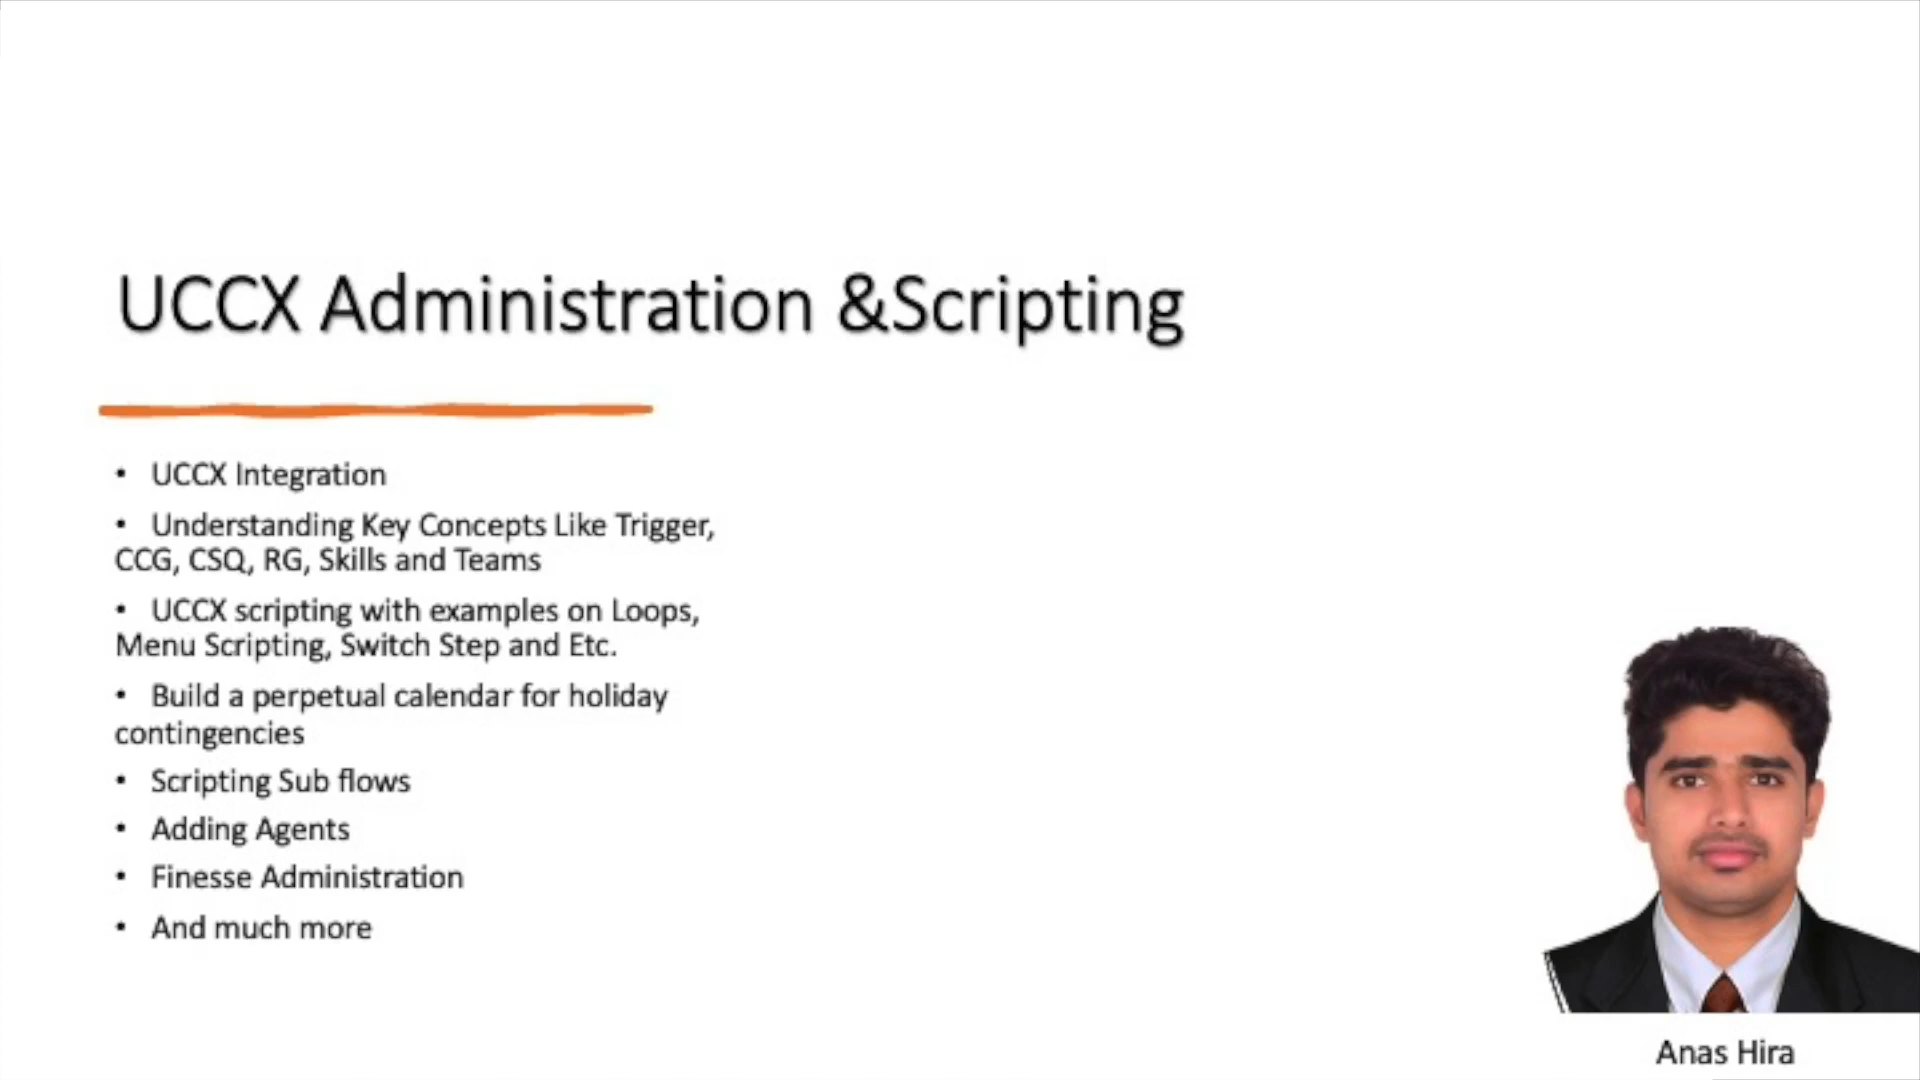 UCCX Administration &Scripting
• UCCX Integration
• Understanding Key Concepts Like Trigger,
CCG, CSQ, RG, Skills and Teams
• UCCX scripting with examples on Loops,
Menu Scripting, Switch Step and Etc.
• Build a perpetual calendar for holiday
contingencies
• Scripting Sub flows
• Adding Agents
• Finesse Administration
• And much more
Anas Hira